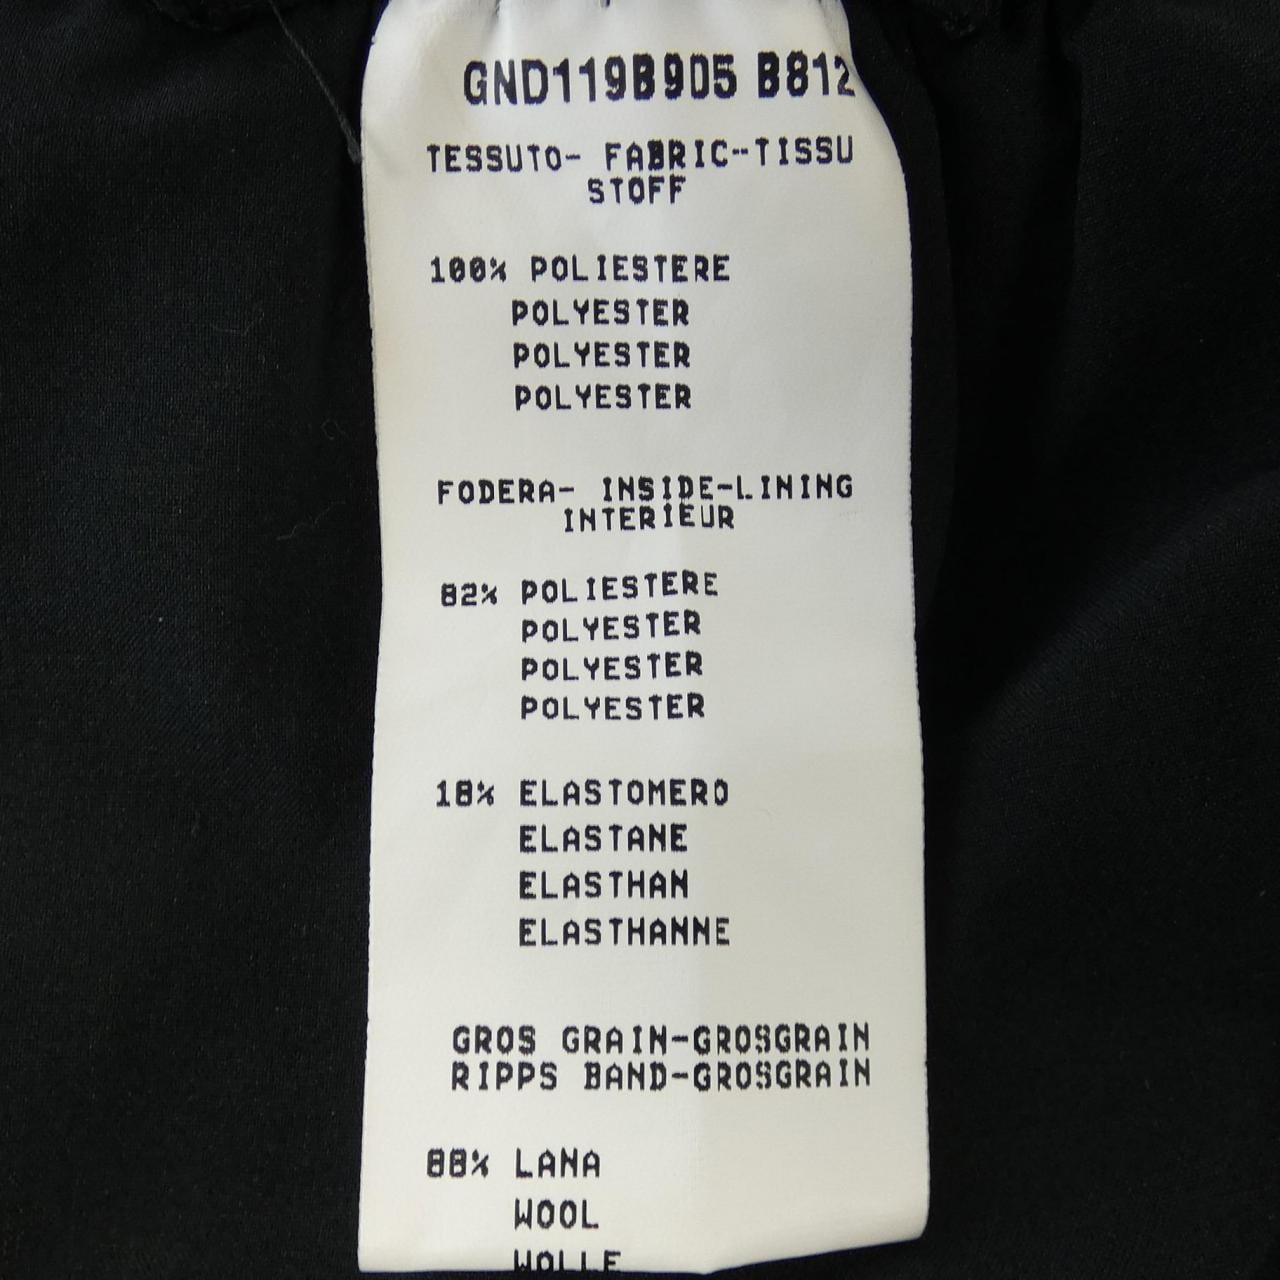 GND119B905 B812
TESSUTO- FABRIC--TISSU
STOFF
100% POLIESTERE
POLYESTER
POLYESTER
POLYESTER
FODERA- INSIDE-LINING
INTERIEUR
82% POLIESTERE
POLYESTER
POLYESTER
POLYESTER
18% ELASTOMERO
ELASTANE
ELASTHAN
ELASTHANNE
GROS GRAIN-GROSGRAIN
RIPPS BAND-GROSGRAIN
88% LANA
WOOL
WOLLE